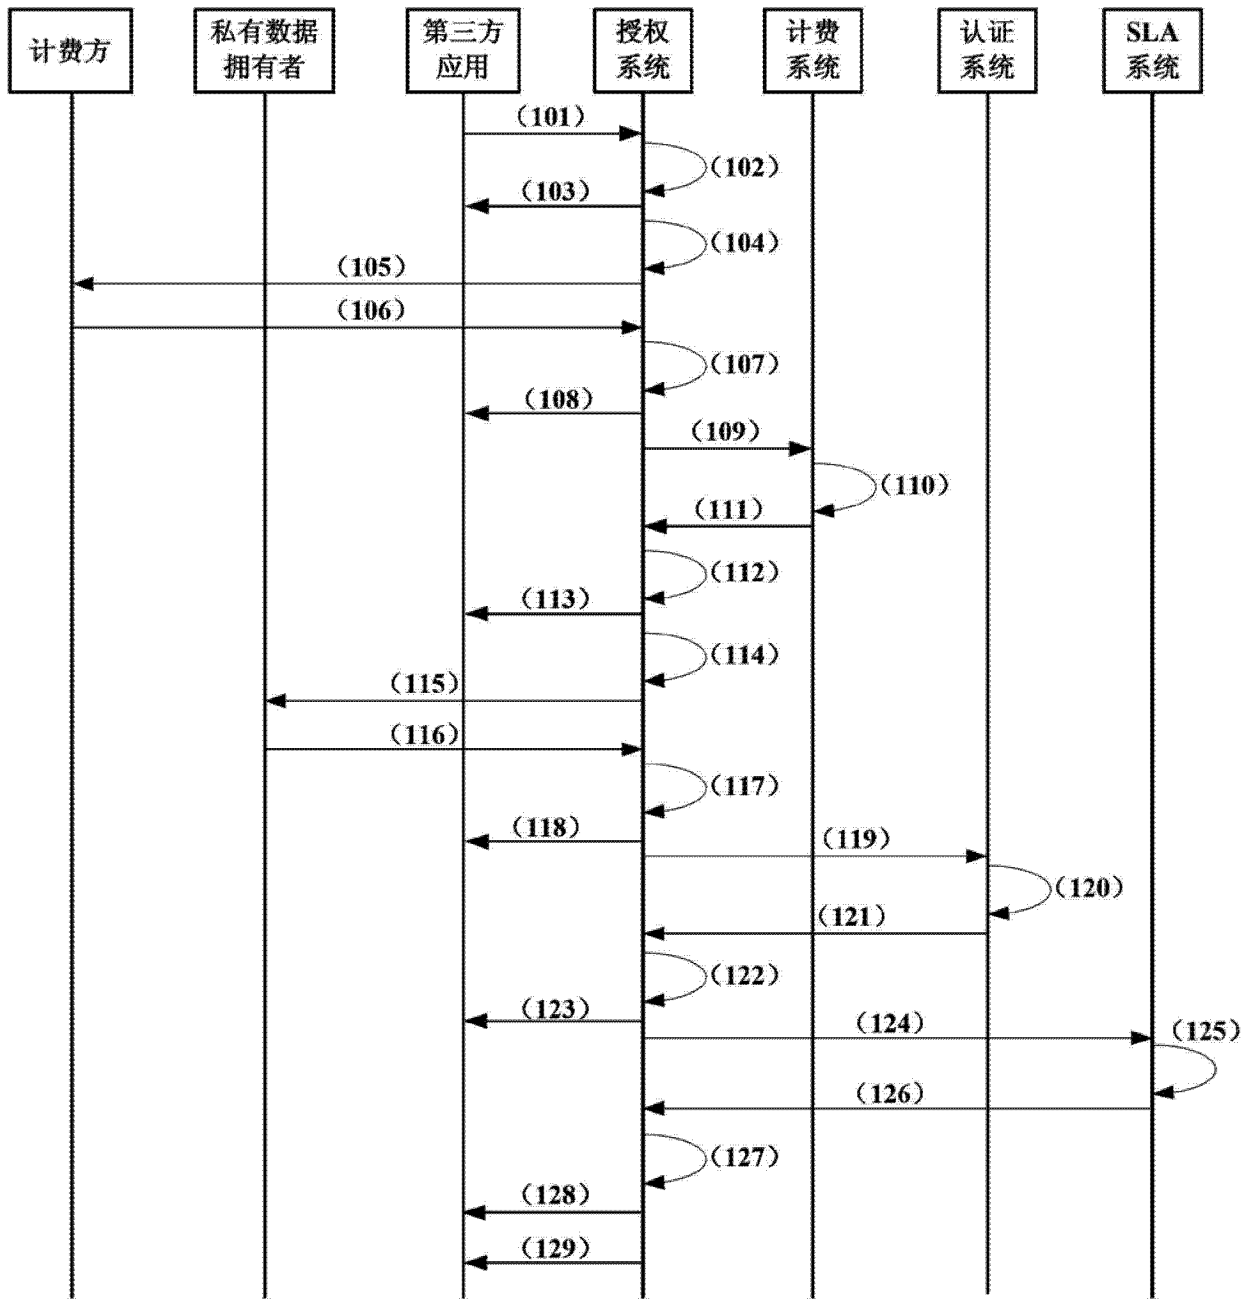 计费方
私有数据
拥有者
第三方
应用
授权
系统
计费
系统
认证
系统
SLA
系统
（101）
（102）
（103）
（104）
（105）
（106）
（107）
（108）
（109）
（110）
（111）
（112）
（113）
（114）
（115）
（116）
（117）
（118）
（119）
（120）
（121）
（122）
（123）
（124）
（125）
（126）
（127）
（128）
（129）